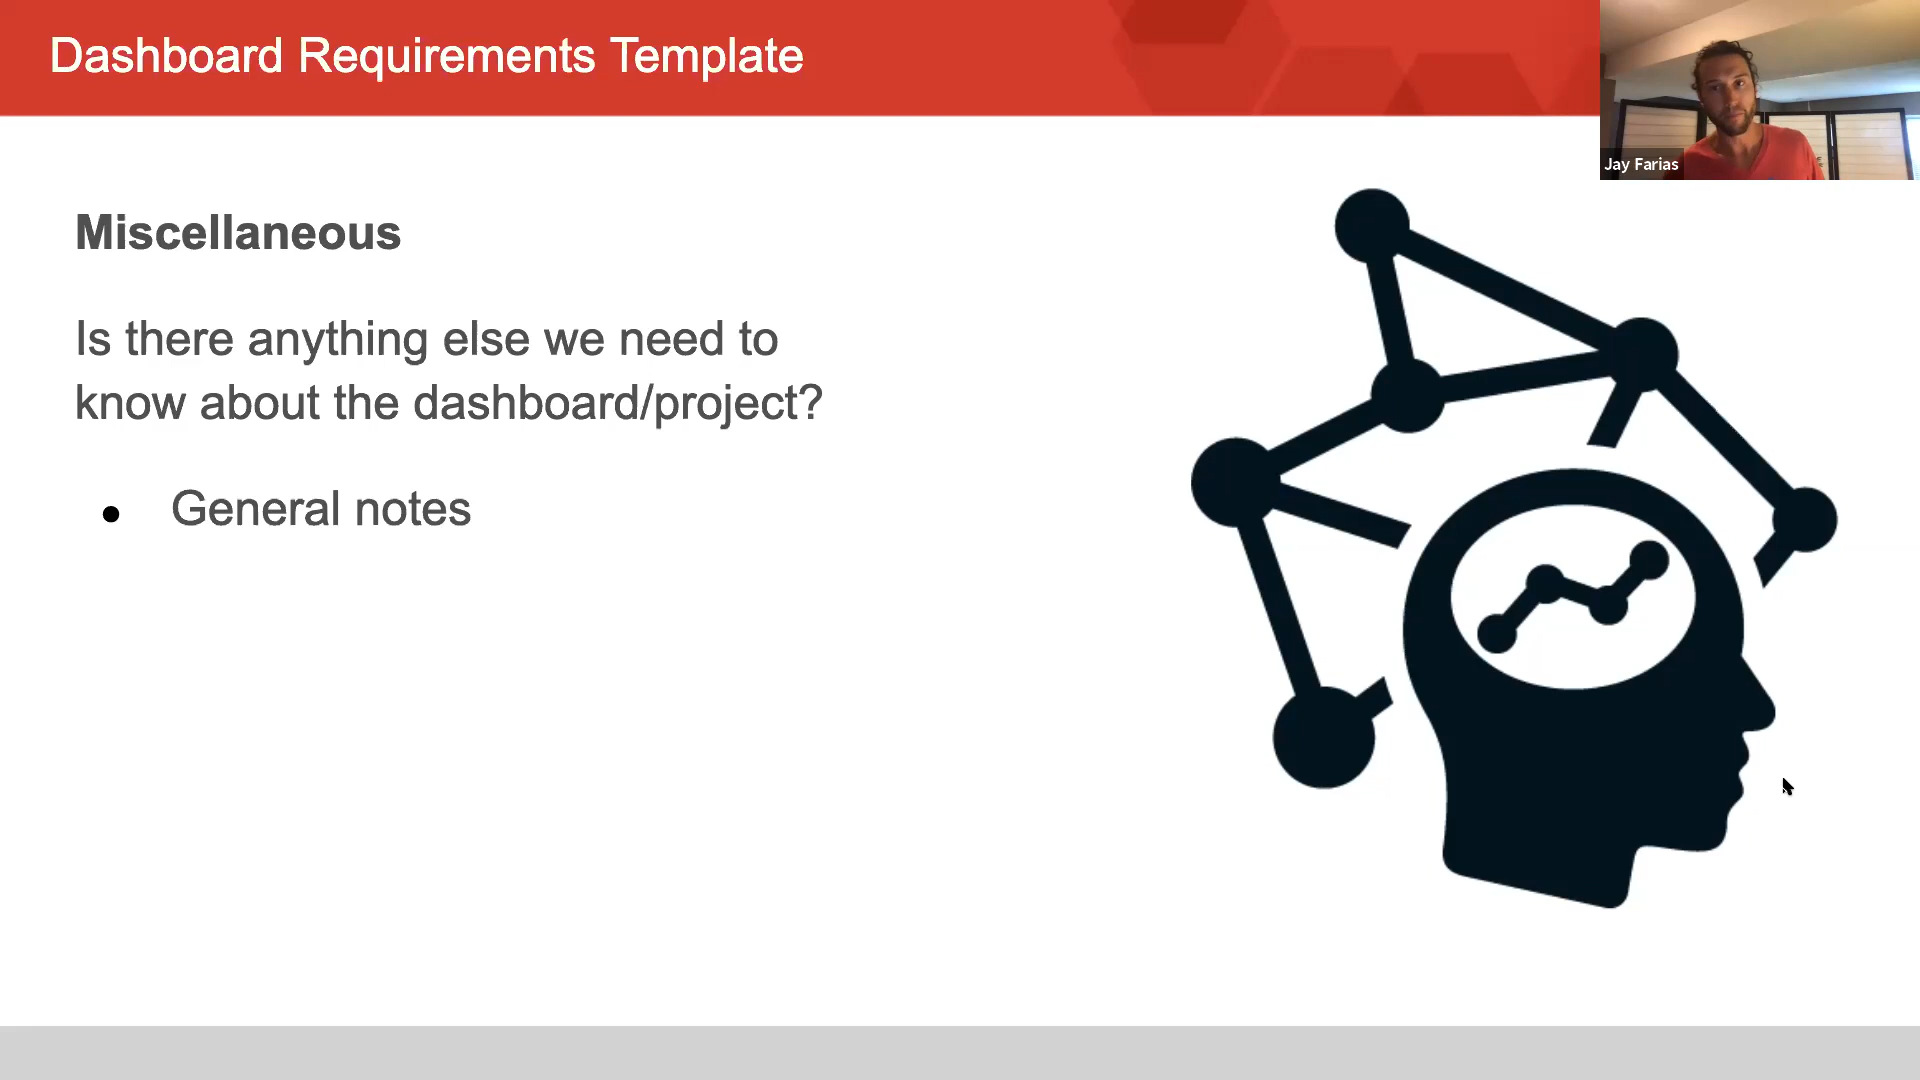 Dashboard Requirements Template
Jay Farias
Miscellaneous
Is there anything else we need to
know about the dashboard/project?
● General notes